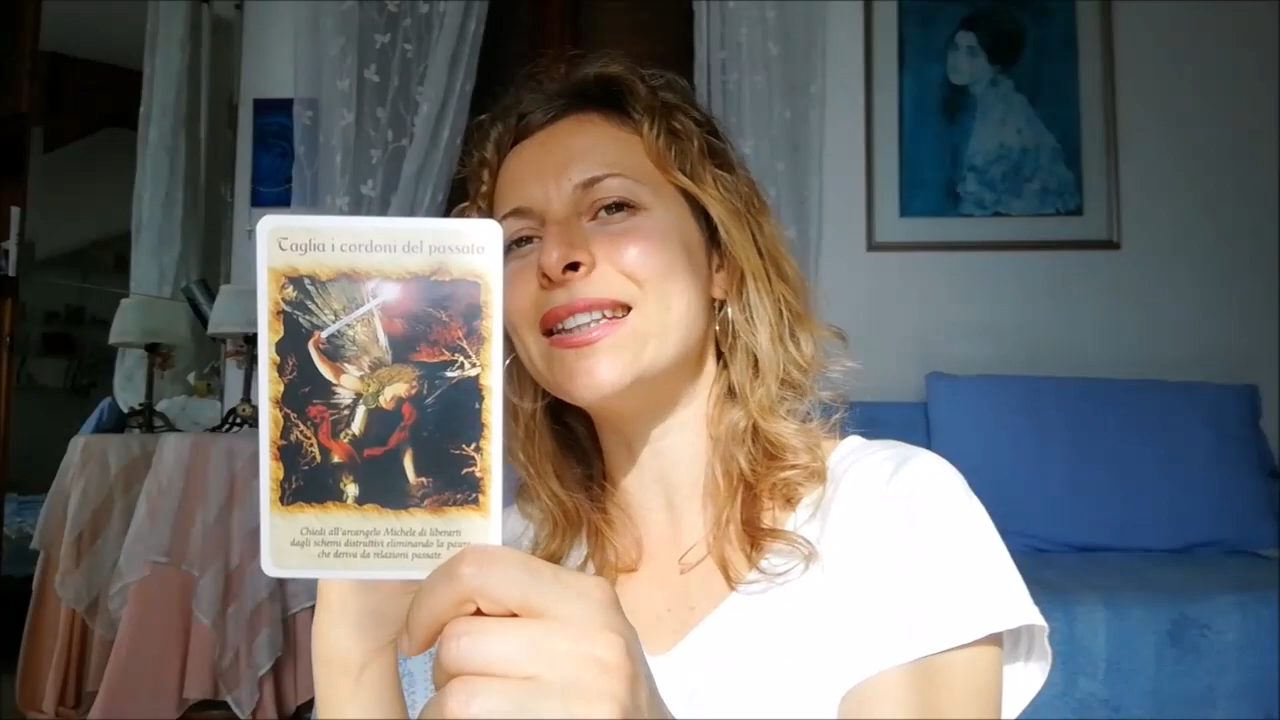 Taglia i cordoni del passato
Chiedi all'arcangelo Michele di liberarti
dagli schemi distruttivi eliminando la paura
che deriva da relazioni passate.